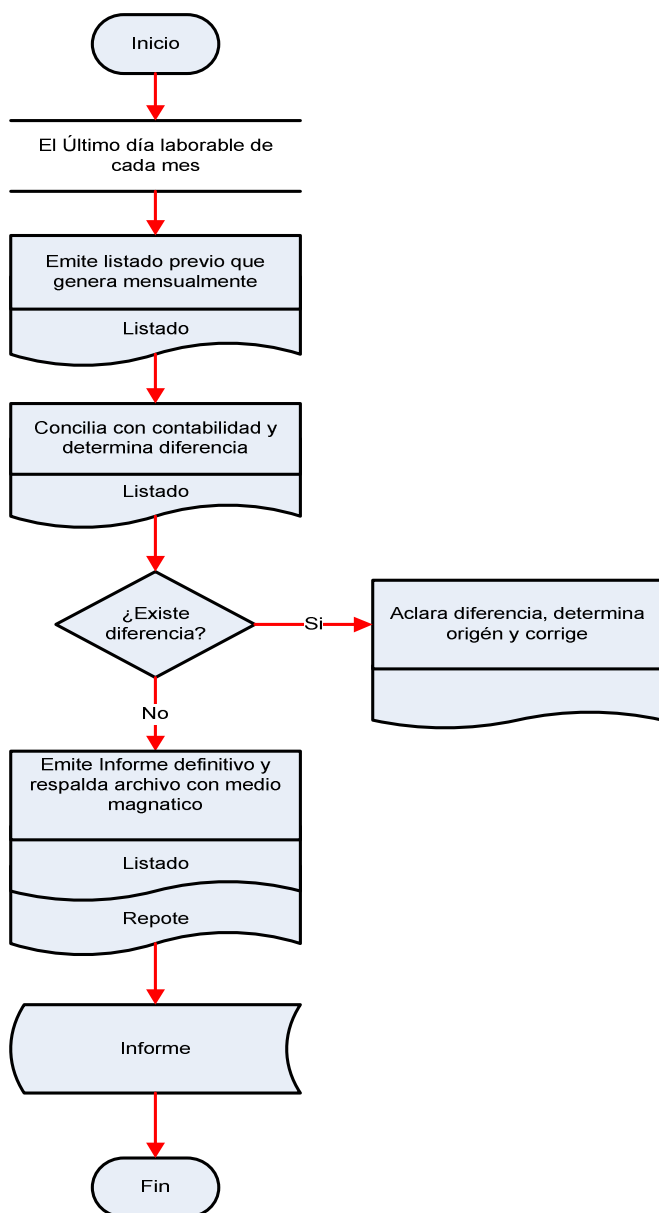 Inicio
El Último día laborable de
cada mes
Emite listado previo que
genera mensualmente
Listado
Concilia con contabilidad y
determina diferencia
Listado
¿Existe
diferencia?
Si
Aclara diferencia, determina
origén y corrige
No
Emite Informe definitivo y
respalda archivo con medio
magnatico
Listado
Repote
Informe
Fin